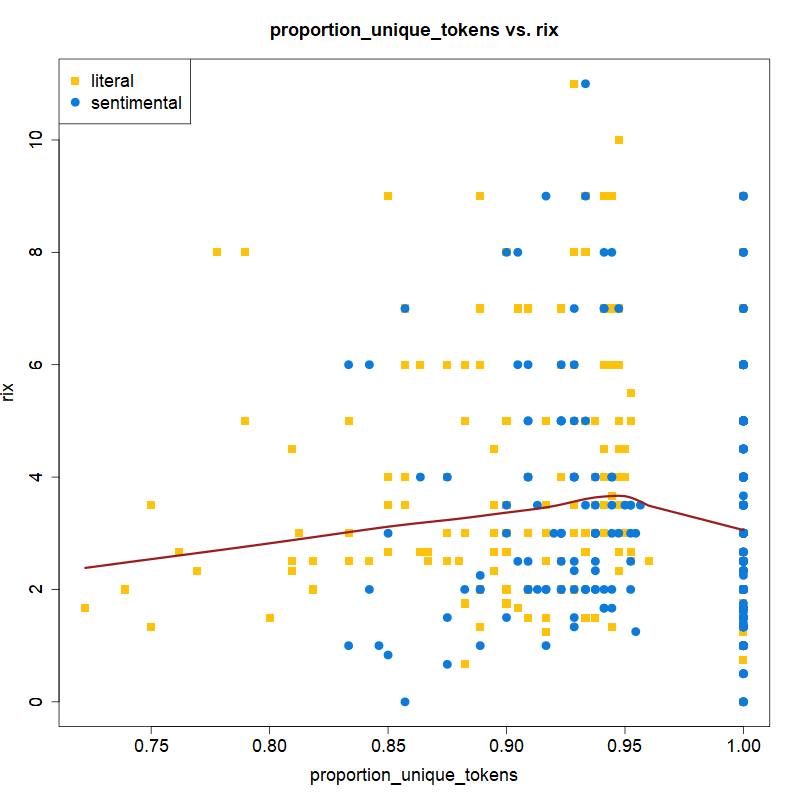 proportion_unique_tokens vs. rix
literal
sentimental
10
8
6
4
2
0
rix
0.75 0.80 0.85 0.90 0.95 1.00
proportion_unique_tokens